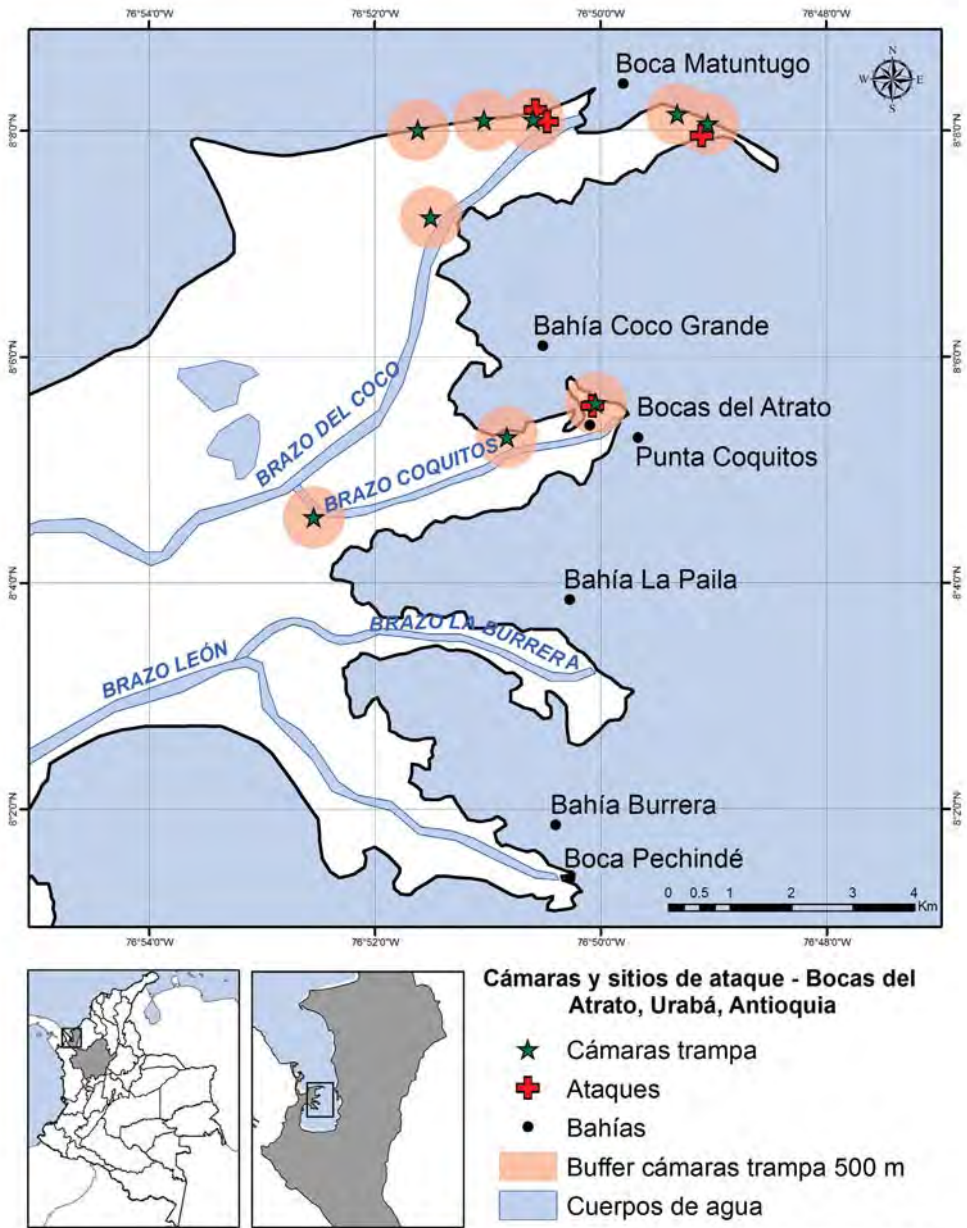 76°54'0"W
76°52'0"W
76°50'0"W
76°48'0"W
Boca Matuntugo
N
W
E
S
8°8'0"N
8°8'0"N
Bahía Coco Grande
8°6'0"N
8°6'0"N
BRAZO DEL COCO
Bocas del Atrato
BRAZO COQUITOS
Punta Coquitos
8°4'0"N
8°4'0"N
Bahía La Paila
BRAZO LA BURRERA
BRAZO LEÓN
8°2'0"N
8°2'0"N
Bahía Burrera
Boca Pechindé
0 0.5 1 2 3 4
Km
76°54'0"W
76°52'0"W
76°50'0"W
76°48'0"W
Cámaras y sitios de ataque - Bocas del
Atrato, Urabá, Antioquia
Cámaras trampa
Ataques
Bahías
Buffer cámaras trampa 500 m
Cuerpos de agua